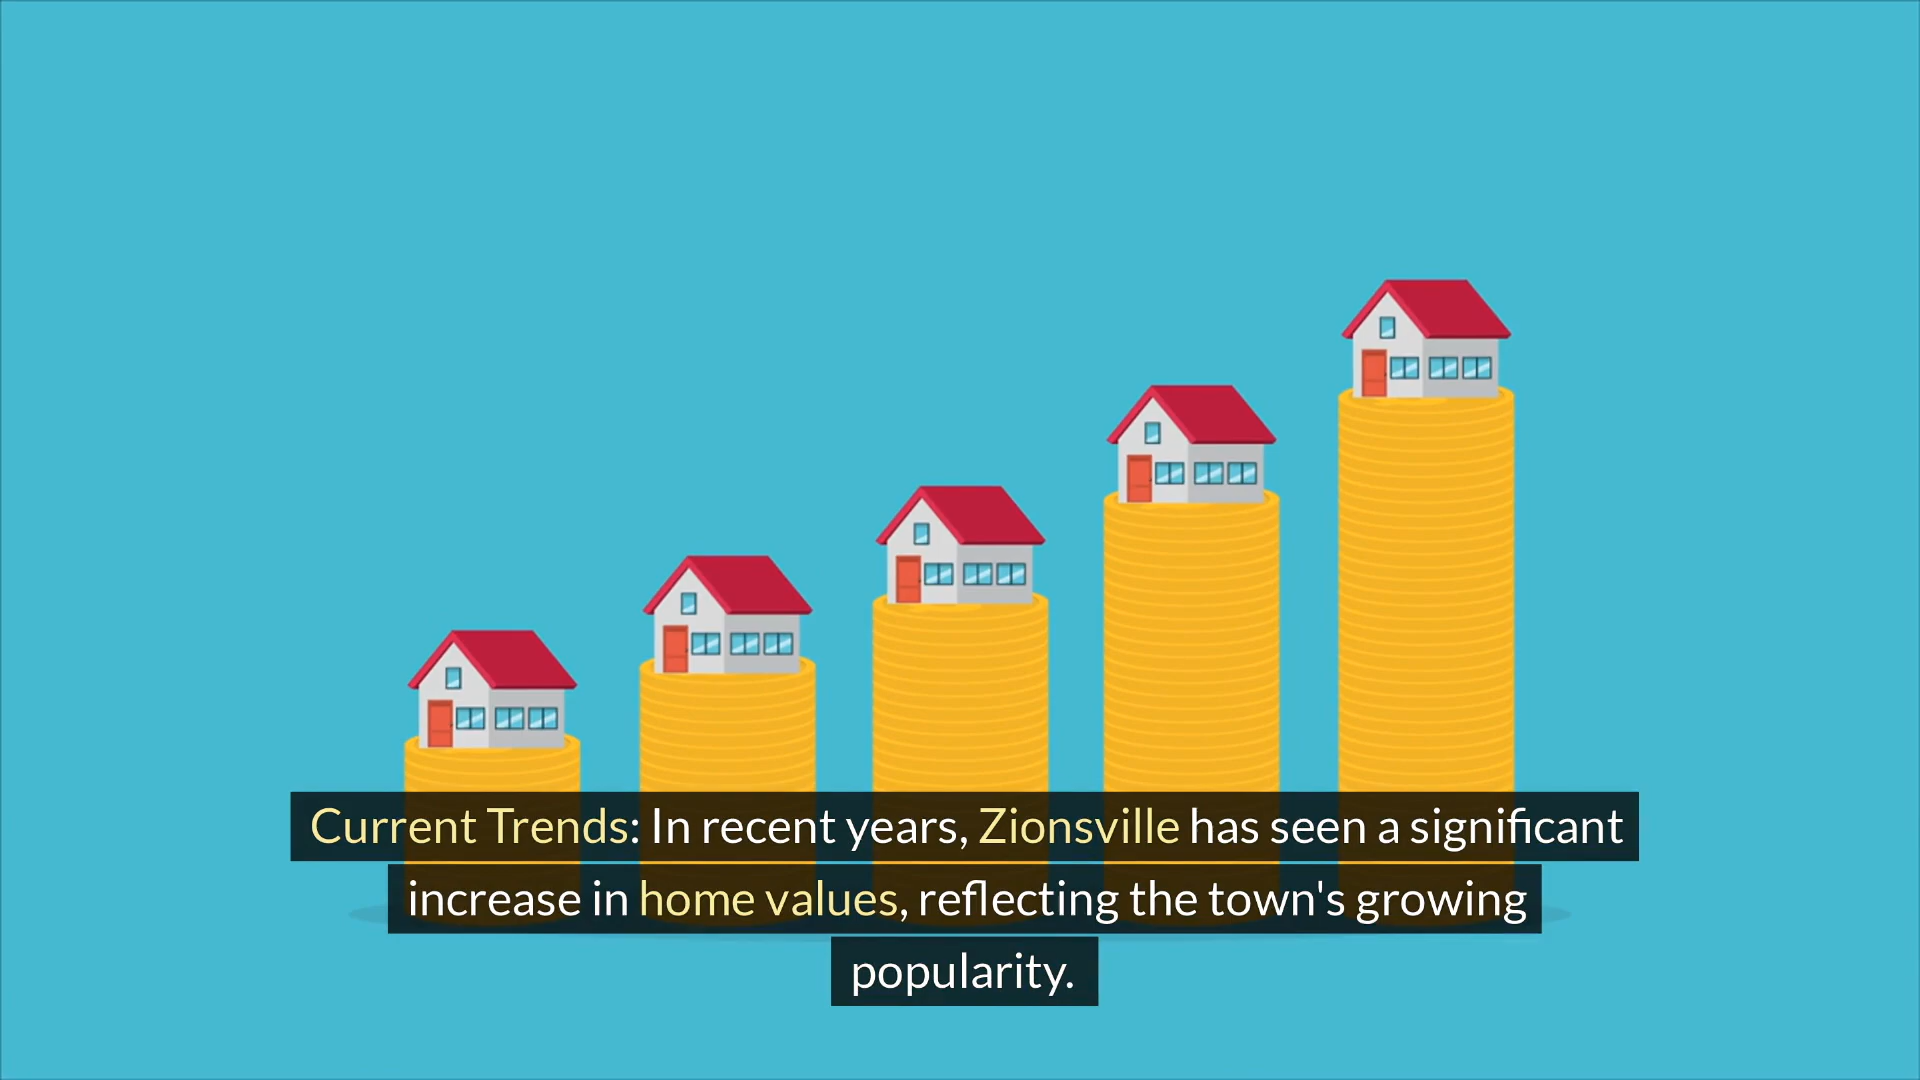 Current Trends: In recent years, Zionsville has seen a significant
increase in home values, reflecting the town's growing
popularity.